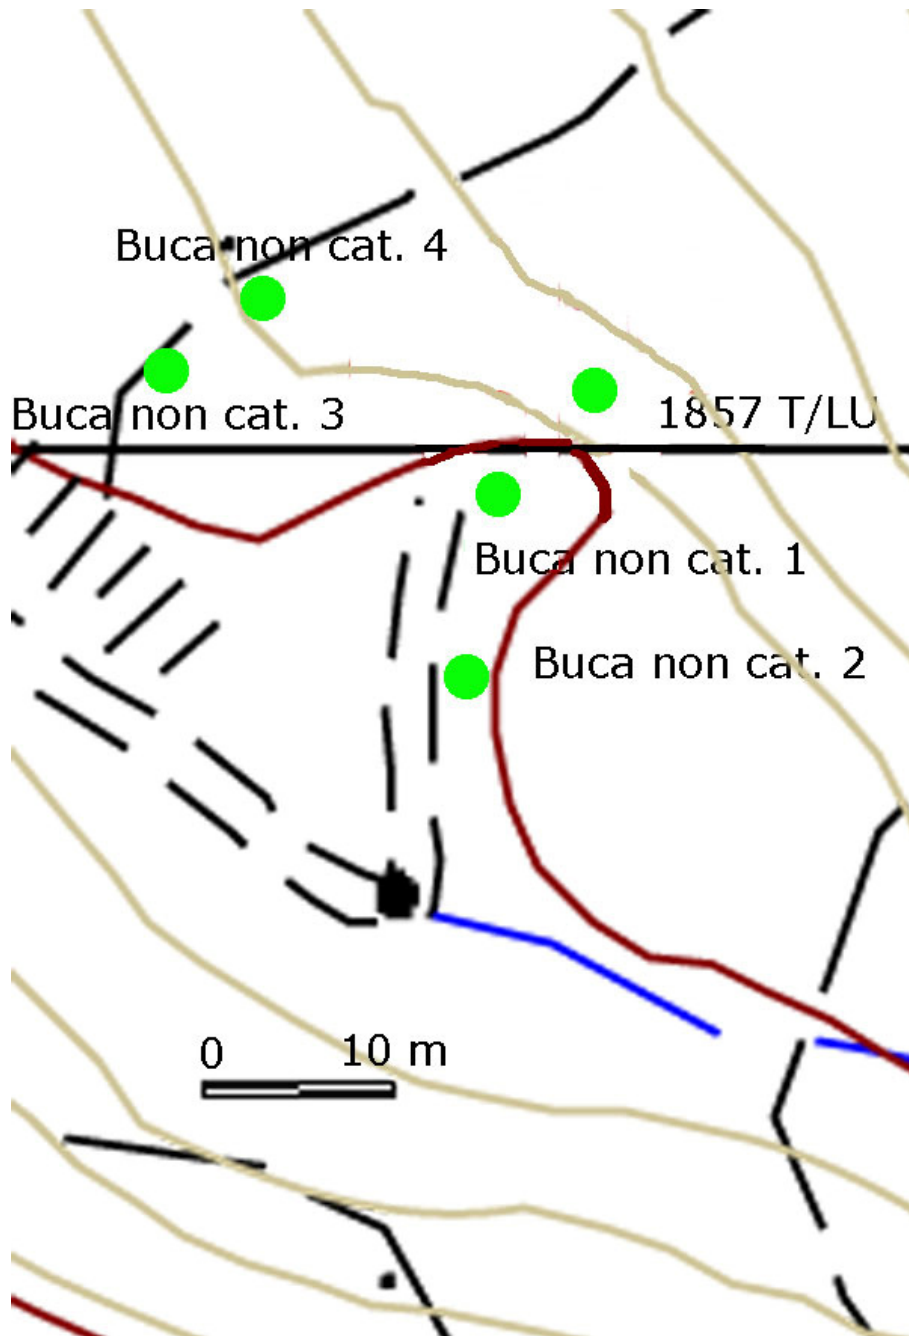 Buca non cat. 4
Buca non cat. 3
1857 T/LU
Buca non cat. 1
Buca non cat. 2
0 10 m